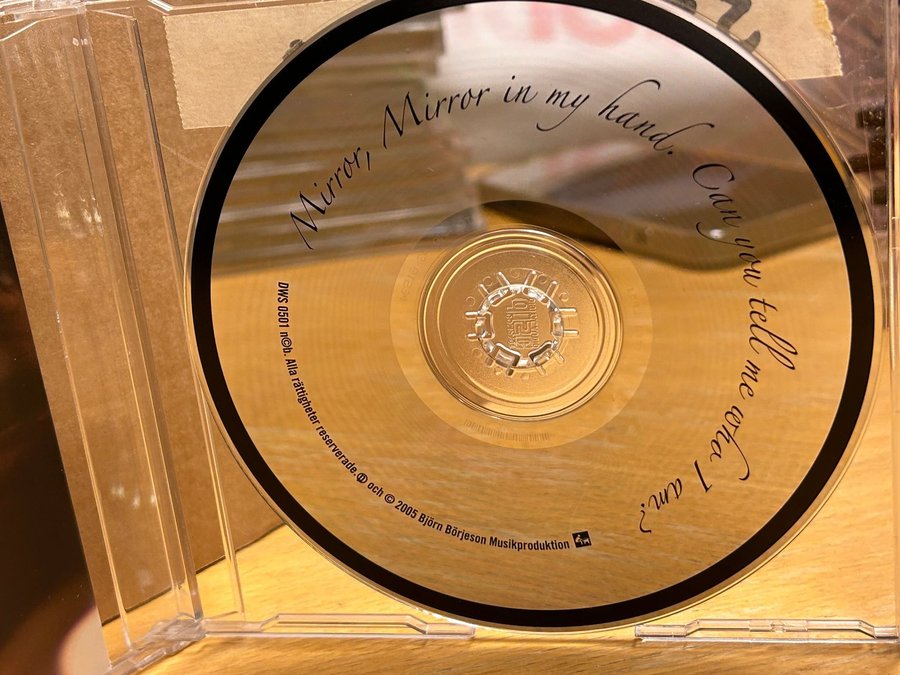 Mirror, Mirror in my hand. Can you tell me who I am?
DWS 0501 n©b. Alla rättigheter reserverade. ℗ och © 2005 Björn Börjeson Musikproduktion